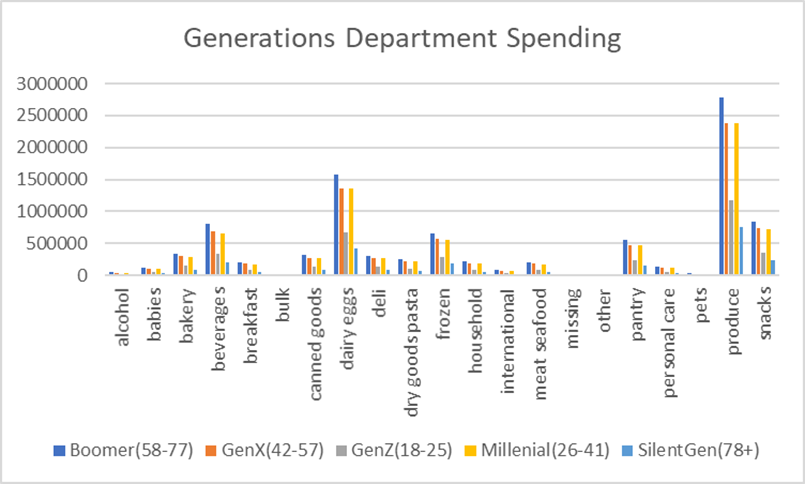 Generations Department Spending
3000000
2500000
2000000
1500000
1000000
500000
0
alcohol
babies
bakery
beverages
breakfast
bulk
canned goods
dairy eggs
deli
dry goods pasta
frozen
household
international
meat seafood
missing
other
pantry
personal care
pets
produce
snacks
Boomer(58-77) GenX(42-57) GenZ(18-25) Millenial(26-41) SilentGen(78+)